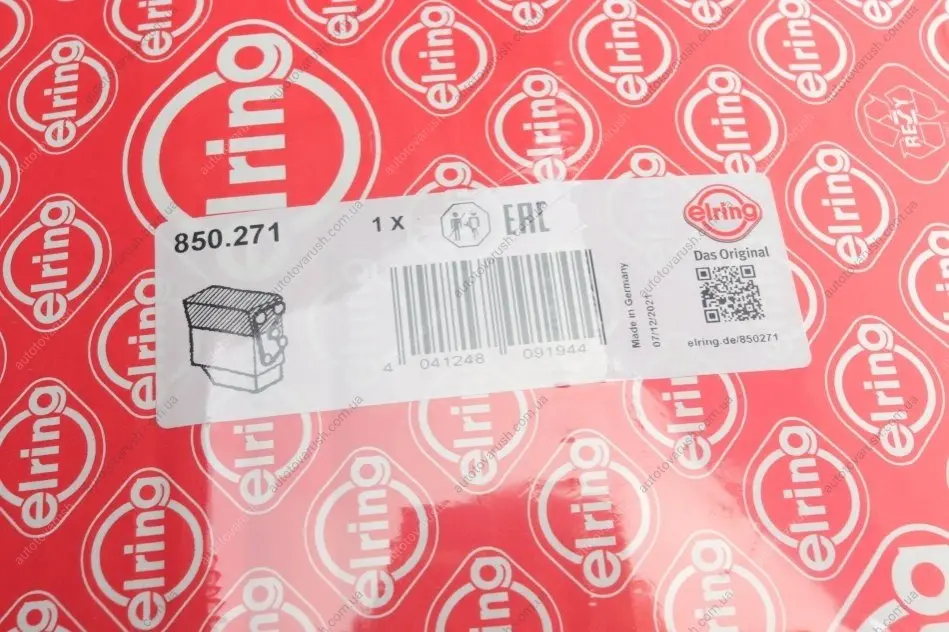 850.271
1 x
EAC
elring
Das Original
4 041248 091944
Made in Germany
07/12/2021
elring.de/850271
elring
REZY
autotovarush.com.ua